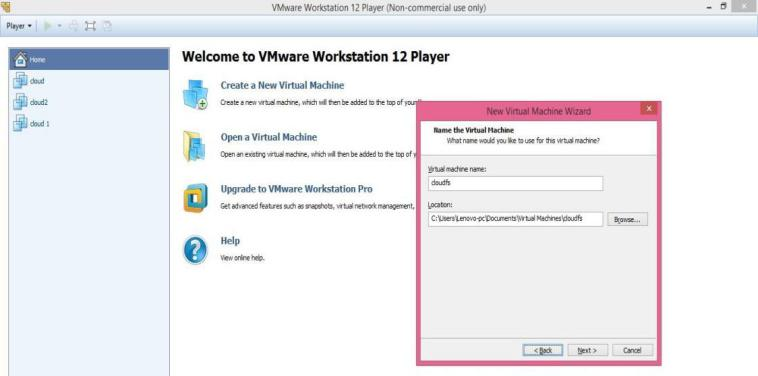 VMware Workstation 12 Player (Non-commercial use only)
Player
Home
cloud
cloud2
cloud 1
Welcome to VMware Workstation 12 Player
Create a New Virtual Machine
Create a new virtual machine, which will then be added to the top of your
Open a Virtual Machine
Open an existing virtual machine, which will then be added to the top of y
Upgrade to VMware Workstation Pro
Get advanced features such as snapshots, virtual network management,
Help
View online help.
New Virtual Machine Wizard
Name the Virtual Machine
What name would you like to use for this virtual machine?
Virtual machine name:
cloudfs
Location:
C:\Users\Lenovo-pc\Documents\Virtual Machines\cloudfs
Browse...
< Back
Next >
Cancel